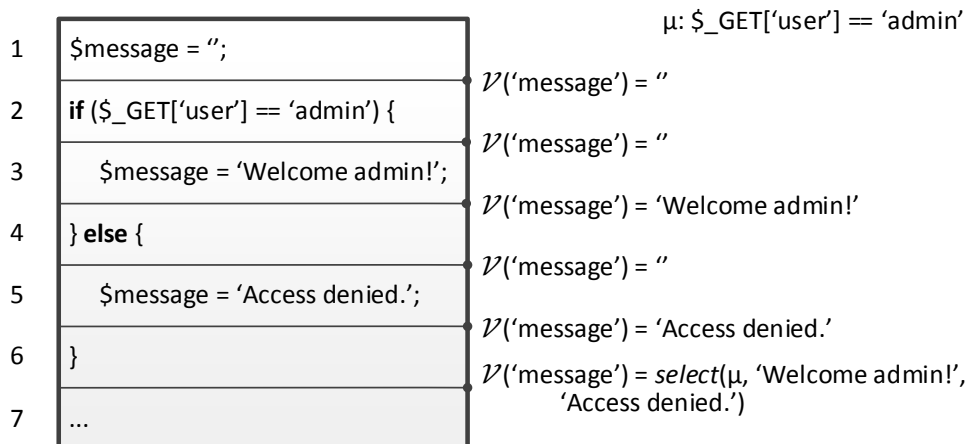 μ: $_GET['user'] == ‘admin’
1 $message = ‘’;
𝒱(‘message’) = ‘’
2 if ($_GET[‘user’] == ‘admin’) {
𝒱(‘message’) = ‘’
3 $message = ‘Welcome admin!’;
𝒱(‘message’) = ‘Welcome admin!’
4 } else {
𝒱(‘message’) = ‘’
5 $message = ‘Access denied.’;
𝒱(‘message’) = ‘Access denied.’
6 }
𝒱(‘message’) = select(μ, ‘Welcome admin!’,
‘Access denied.’)
7 ...